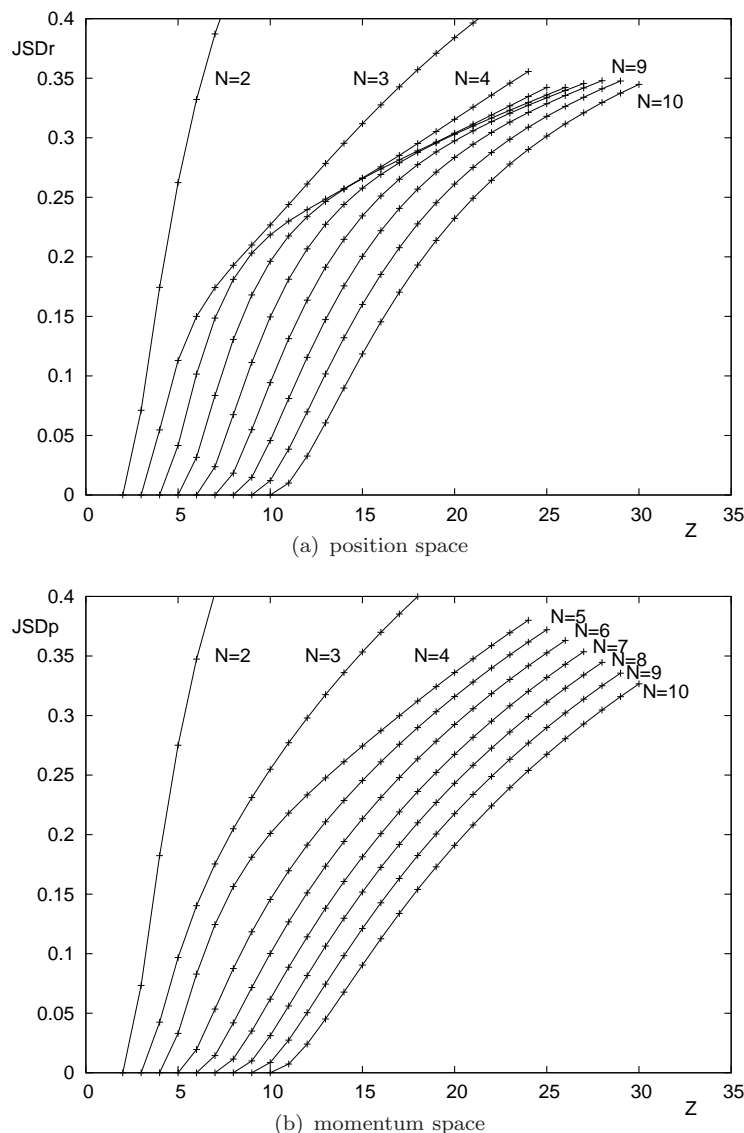 0.4
JSDr
0.35
0.3
0.25
0.2
0.15
0.1
0.05
0
N=2
N=3
N=4
N=9
N=10
0 5 10 15 20 25 30 35
Z
(a) position space
0.4
JSDp
0.35
0.3
0.25
0.2
0.15
0.1
0.05
0
N=2
N=3
N=4
N=5
N=6
N=7
N=8
N=9
N=10
0 5 10 15 20 25 30 35
Z
(b) momentum space